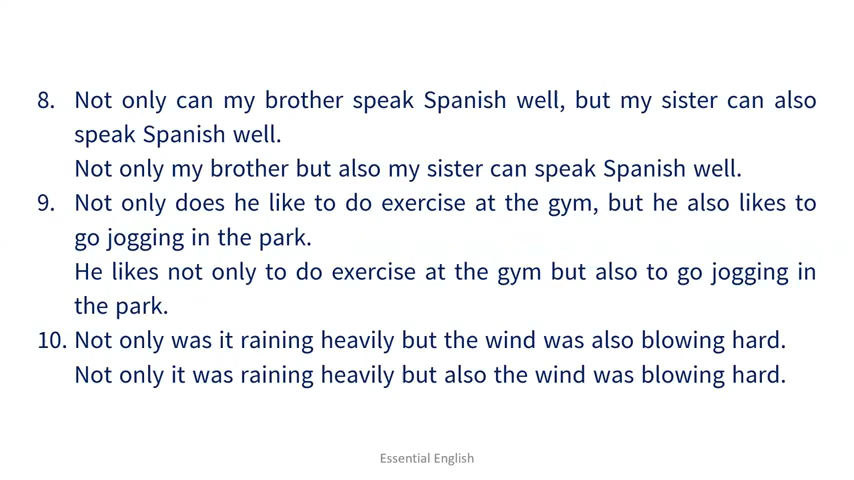 8. Not only can my brother speak Spanish well, but my sister can also
speak Spanish well.
Not only my brother but also my sister can speak Spanish well.
9. Not only does he like to do exercise at the gym, but he also likes to
go jogging in the park.
He likes not only to do exercise at the gym but also to go jogging in
the park.
10. Not only was it raining heavily but the wind was also blowing hard.
Not only it was raining heavily but also the wind was blowing hard.
Essential English